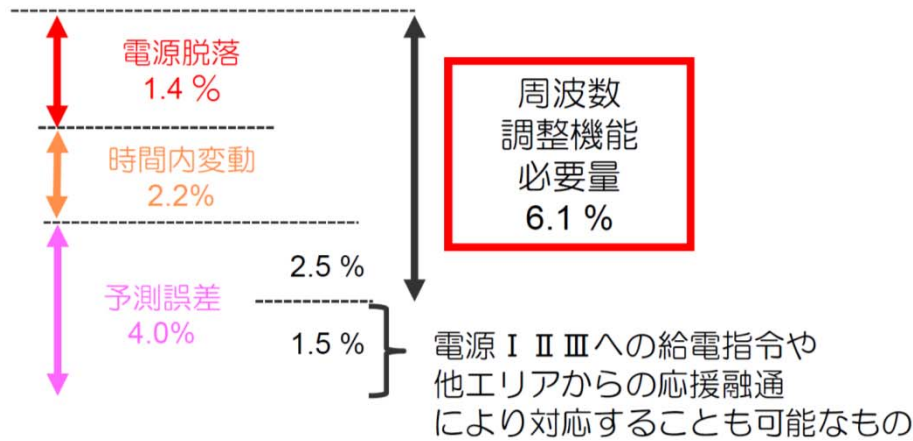 電源脱落
1.4 %
時間内変動
2.2%
予測誤差
4.0%
2.5 %
1.5 %
周波数
調整機能
必要量
6.1 %
電源ⅠⅡⅢへの給電指令や
他エリアからの応援融通
により対応することも可能なもの